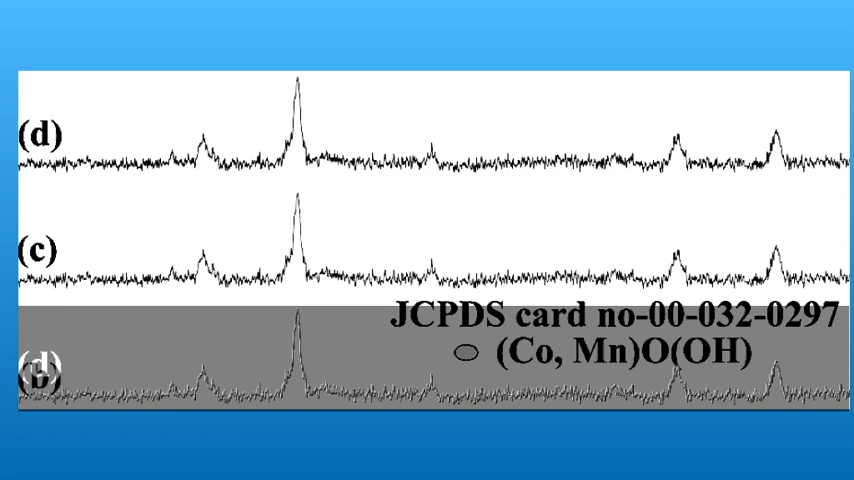 (d)
(c)
JCPDS card no-00-032-0297
(Co, Mn)O(OH)
(d)
(b)